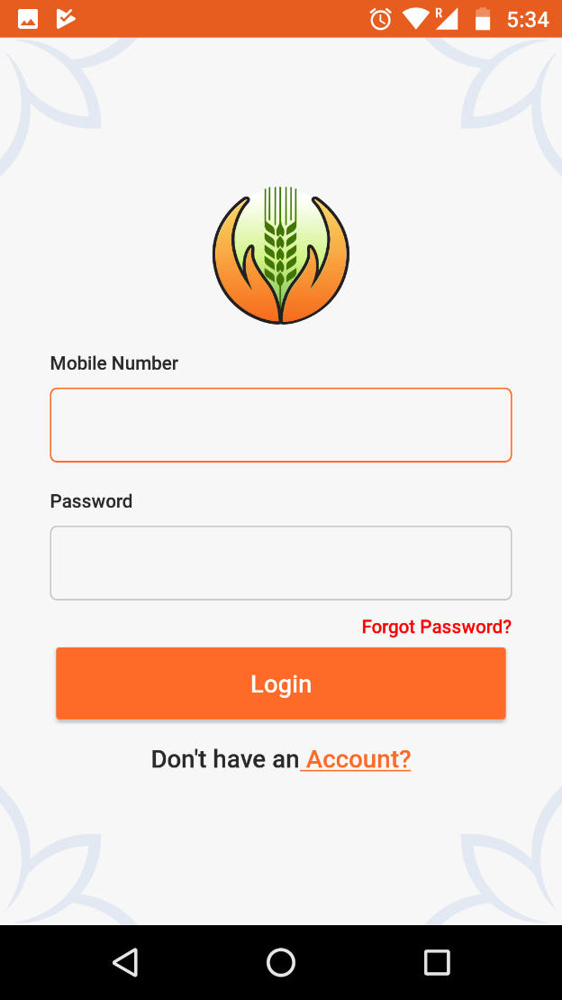 R
5:34
Mobile Number
Password
Forgot Password?
Login
Don't have an Account?